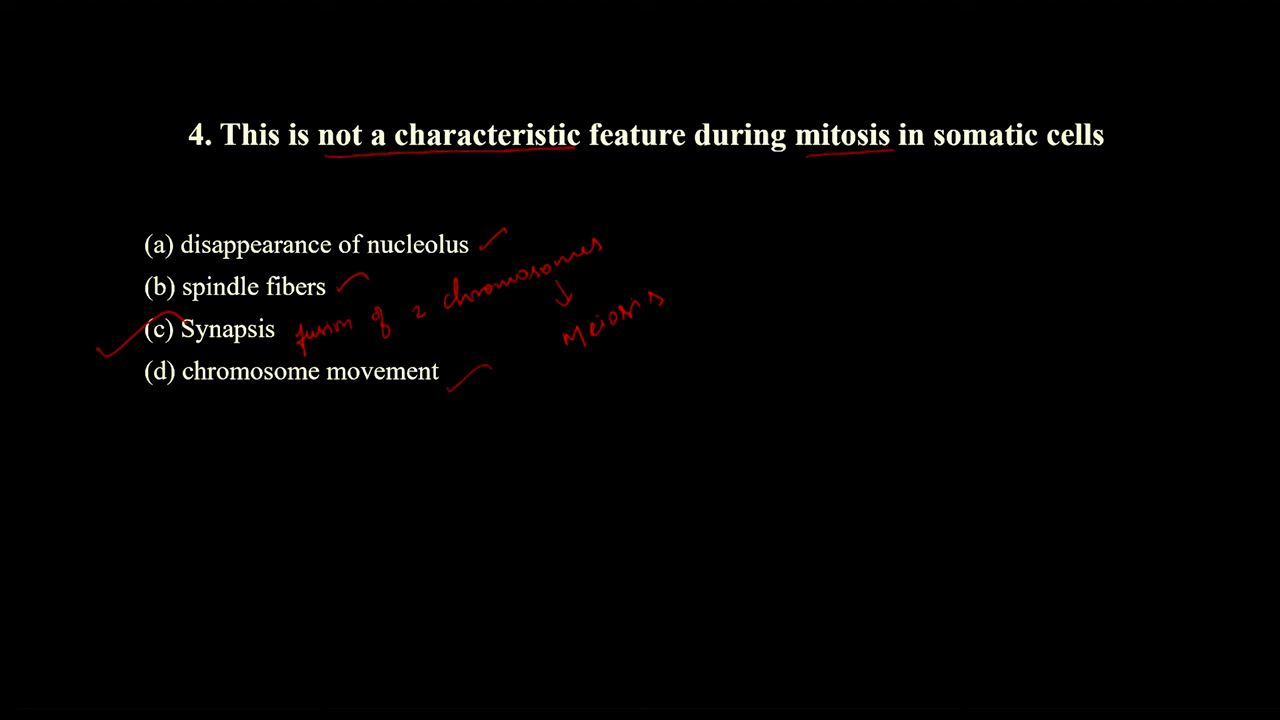 4. This is not a characteristic feature during mitosis in somatic cells
(a) disappearance of nucleolus
(b) spindle fibers
(c) Synapsis fusion of 2 chromosomes
Meiosis
(d) chromosome movement